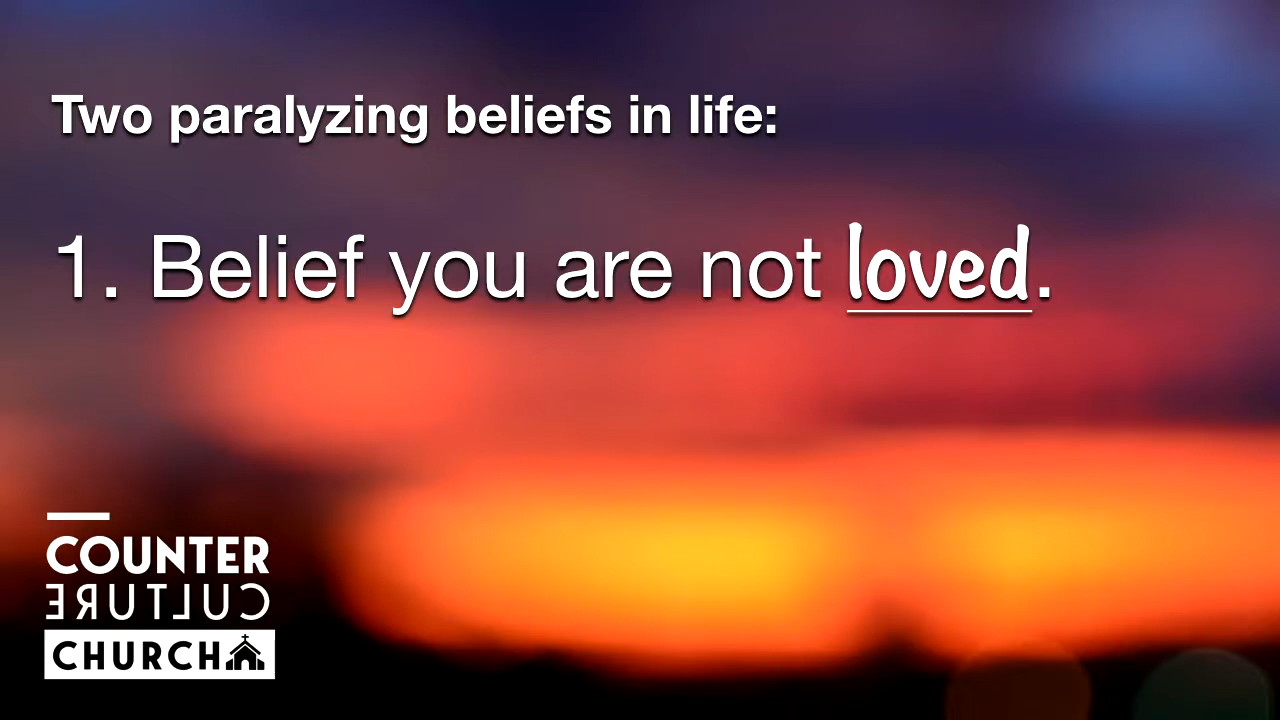 Two paralyzing beliefs in life:
1. Belief you are not loved.
COUNTER
CULTURE
CHURCH